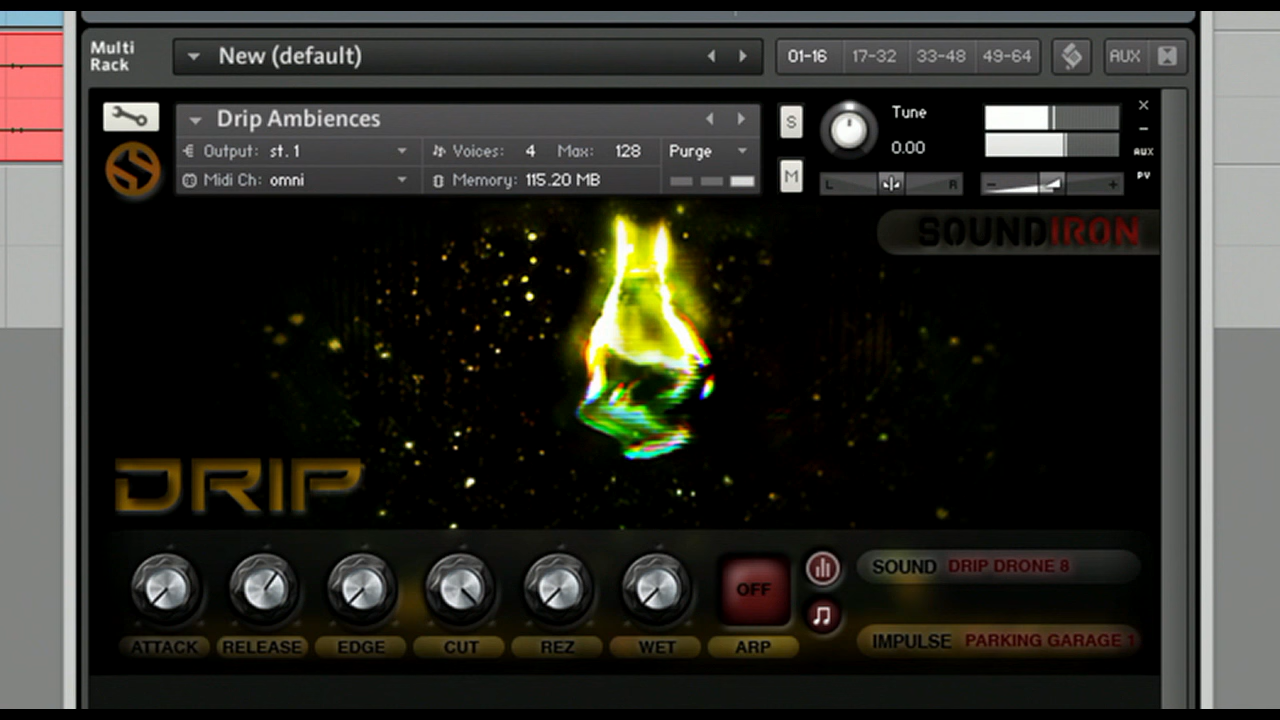 Multi Rack
New (default)
01-16 17-32 33-48 49-64 AUX
Drip Ambiences
Output: st. 1 Voices: 4 Max: 128 Purge
Midi Ch: omni Memory: 115.20 MB
S
M
Tune
0.00
L R
- +
×
AUX
PV
SOUNDIRON
DRIP
OFF
SOUND DRIP DRONE 8
IMPULSE PARKING GARAGE 1
ATTACK RELEASE EDGE CUT REZ WET ARP